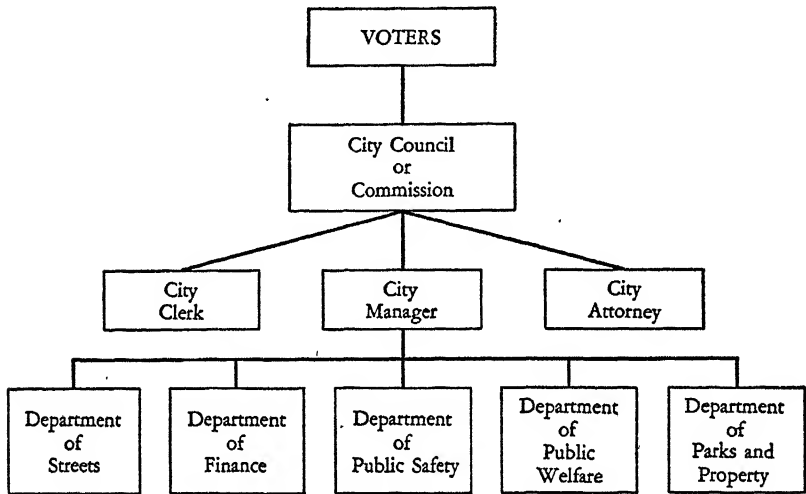 VOTERS
City Council
or
Commission
City
Clerk
City
Manager
City
Attorney
Department
of
Streets
Department
of
Finance
Department
of
Public Safety
Department
of
Public
Welfare
Department
of
Parks and
Property